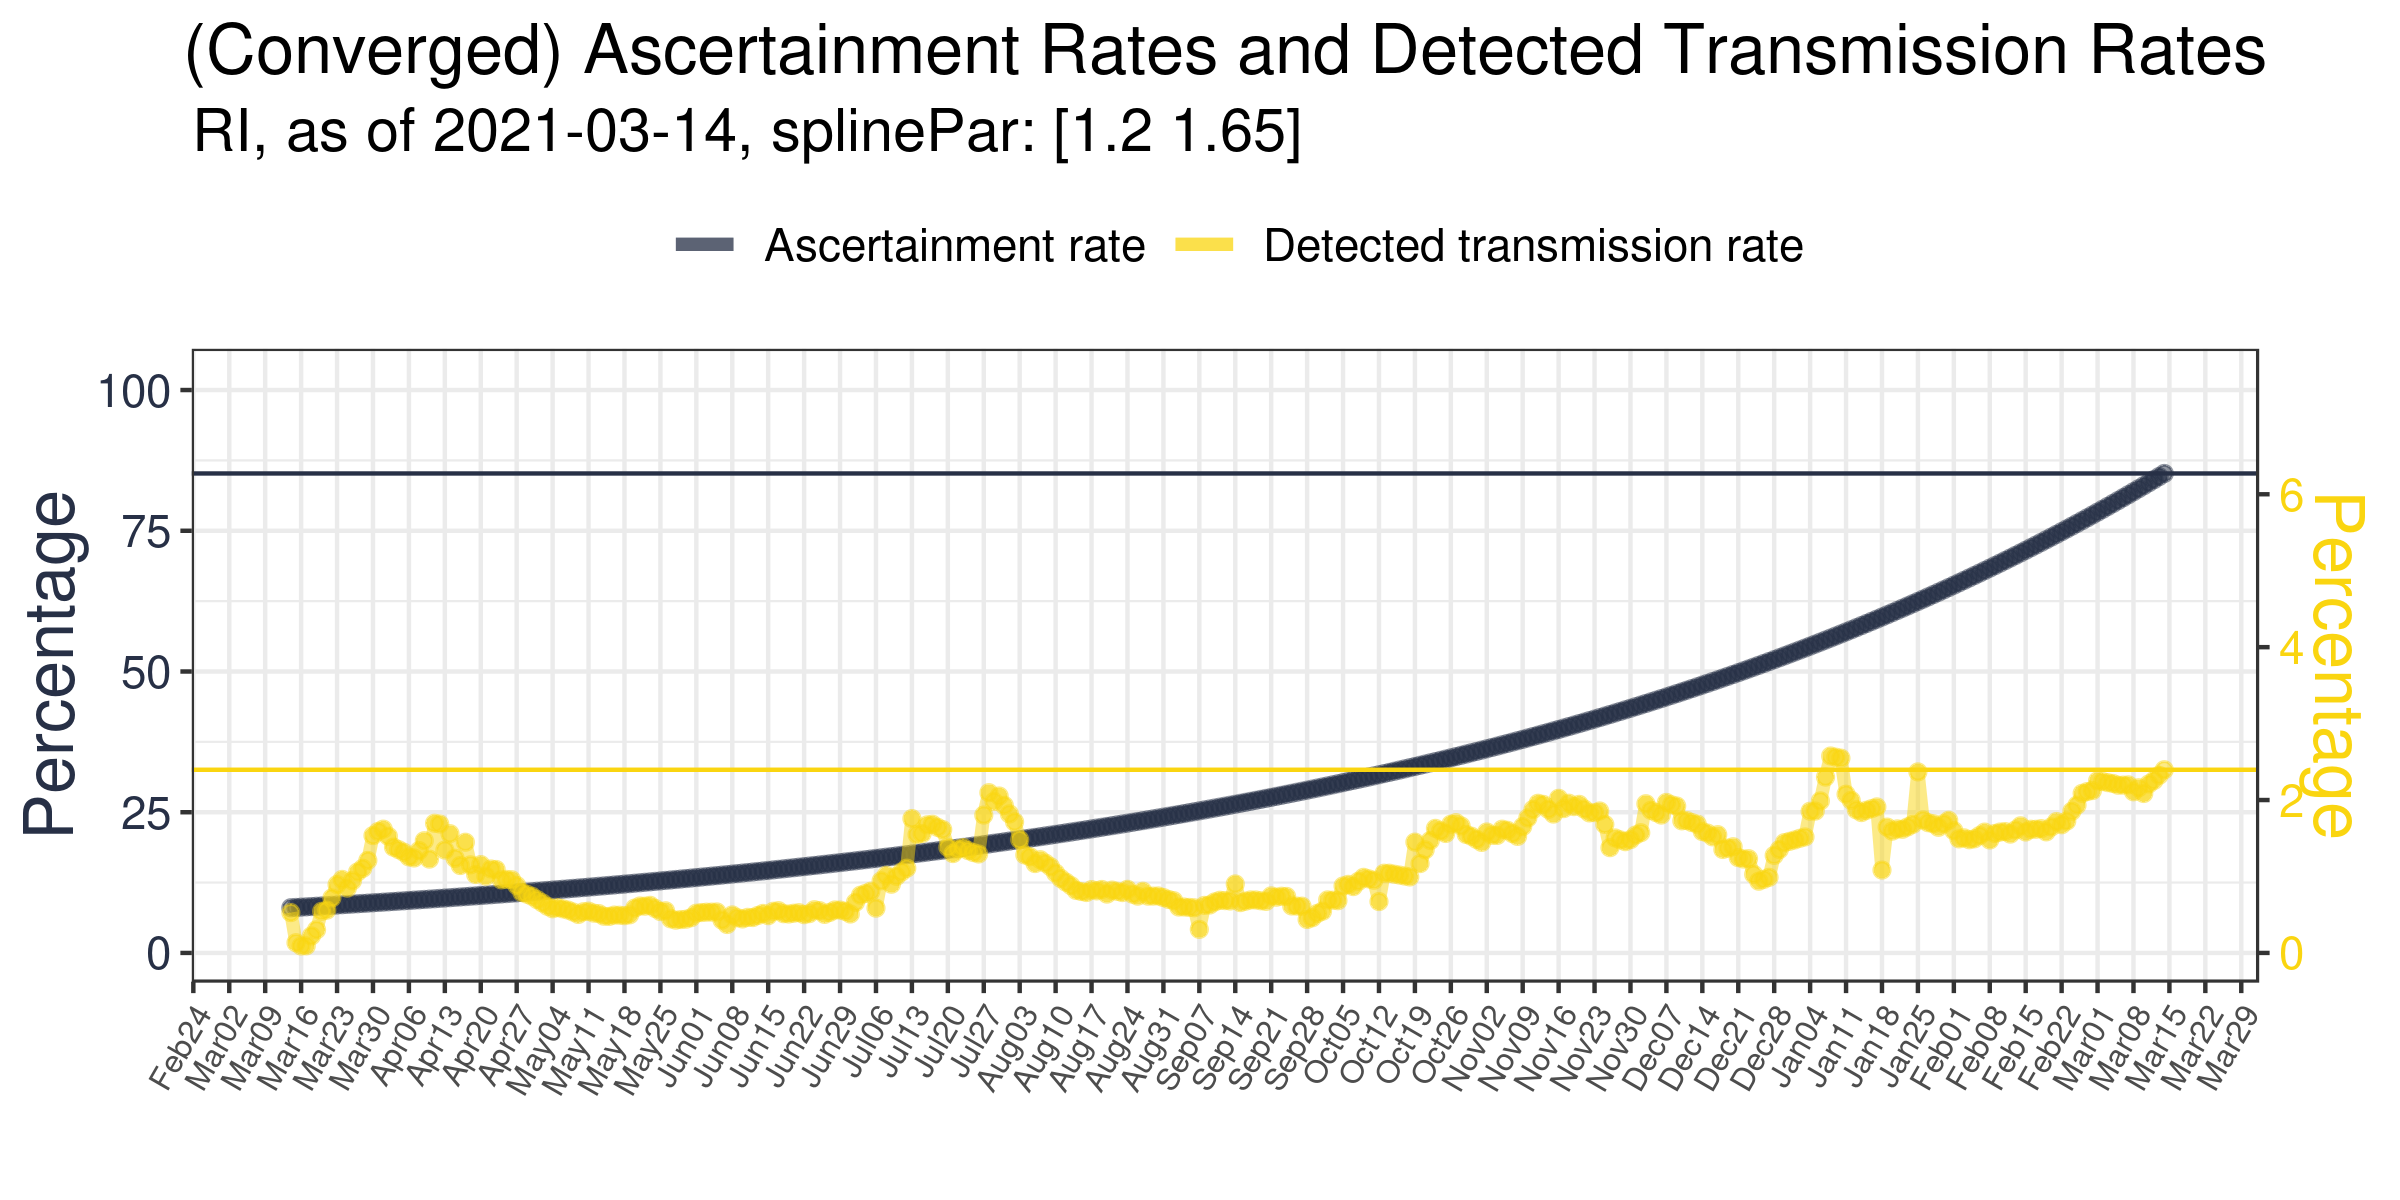 (Converged) Ascertainment Rates and Detected Transmission Rates
RI, as of 2021-03-14, splinePar: [1.2 1.65]
Ascertainment rate
Detected transmission rate
Percentage
100
75
50
25
0
6
4
2
0
Percentage
Feb24
Mar02
Mar09
Mar16
Mar23
Mar30
Apr06
Apr13
Apr20
Apr27
May04
May11
May18
May25
Jun01
Jun08
Jun15
Jun22
Jun29
Jul06
Jul13
Jul20
Jul27
Aug03
Aug10
Aug17
Aug24
Aug31
Sep07
Sep14
Sep21
Sep28
Oct05
Oct12
Oct19
Oct26
Nov02
Nov09
Nov16
Nov23
Nov30
Dec07
Dec14
Dec21
Dec28
Jan04
Jan11
Jan18
Jan25
Feb01
Feb08
Feb15
Feb22
Mar01
Mar08
Mar15
Mar22
Mar29